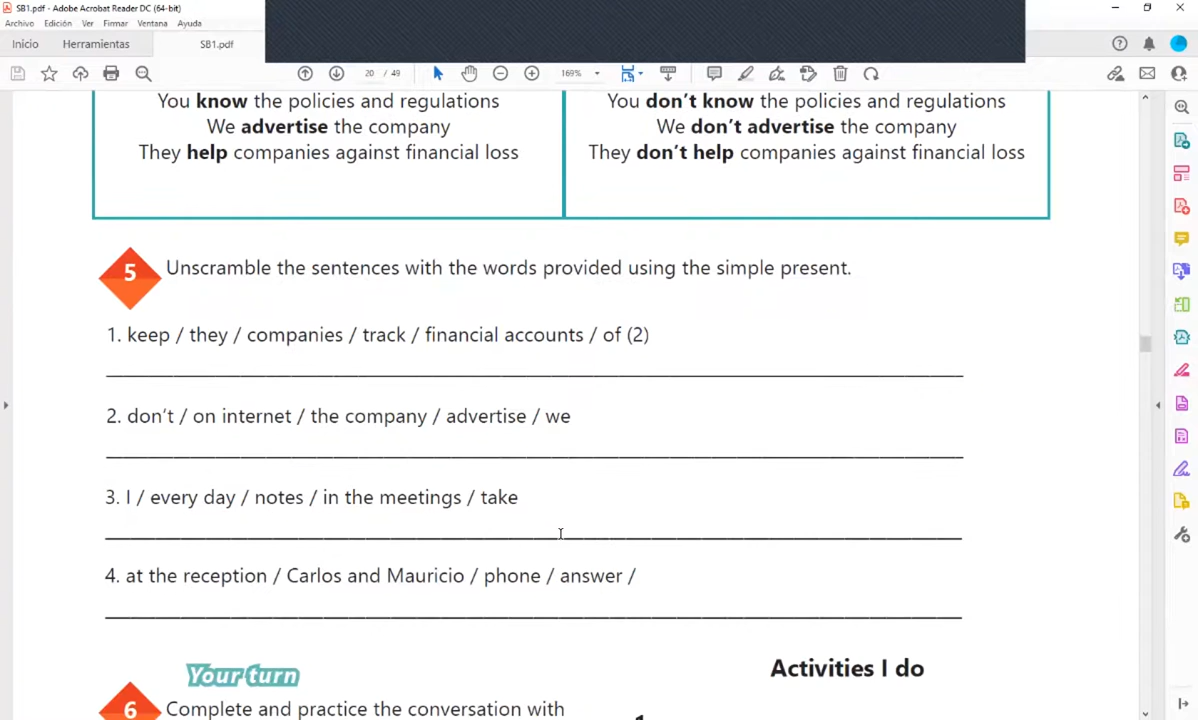 SB1.pdf - Adobe Acrobat Reader DC (64-bit)
Archivo Edición Ver Firmar Ventana Ayuda
Inicio Herramientas SB1.pdf
20 / 49 169%
You know the policies and regulations
We advertise the company
They help companies against financial loss
You don't know the policies and regulations
We don't advertise the company
They don't help companies against financial loss
5 Unscramble the sentences with the words provided using the simple present.
1. keep / they / companies / track / financial accounts / of (2)
2. don't / on internet / the company / advertise / we
3. I / every day / notes / in the meetings / take
4. at the reception / Carlos and Mauricio / phone / answer /
Your turn
Activities I do
6 Complete and practice the conversation with